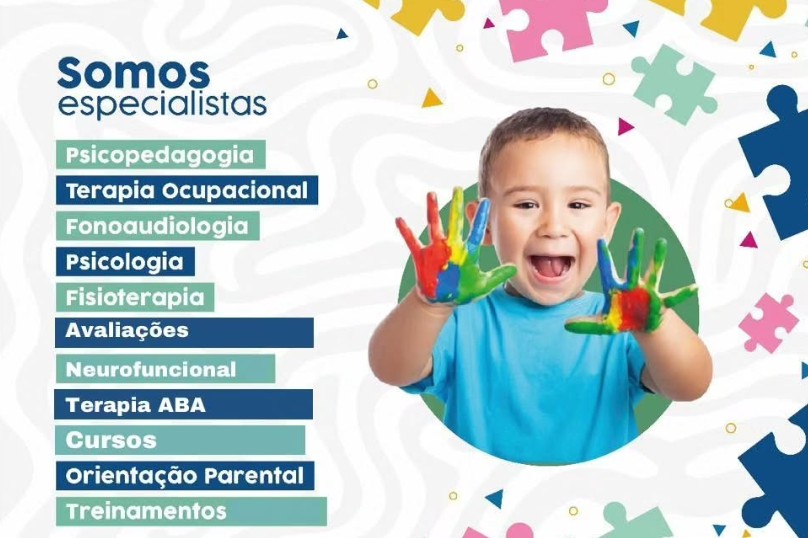 Somos
especialistas
Psicopedagogia
Terapia Ocupacional
Fonoaudiologia
Psicologia
Fisioterapia
Avaliações
Neurofuncional
Terapia ABA
Cursos
Orientação Parental
Treinamentos